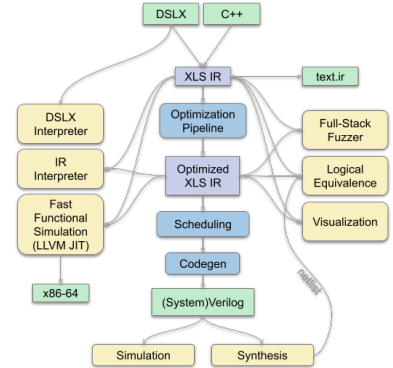 DSLX
C++
XLS IR
text.ir
DSLX
Interpreter
Optimization
Pipeline
Full-Stack
Fuzzer
IR
Interpreter
Optimized
XLS IR
Logical
Equivalence
Fast
Functional
Simulation
(LLVM JIT)
Scheduling
Visualization
Codegen
x86-64
(System)Verilog
netlist
Simulation
Synthesis